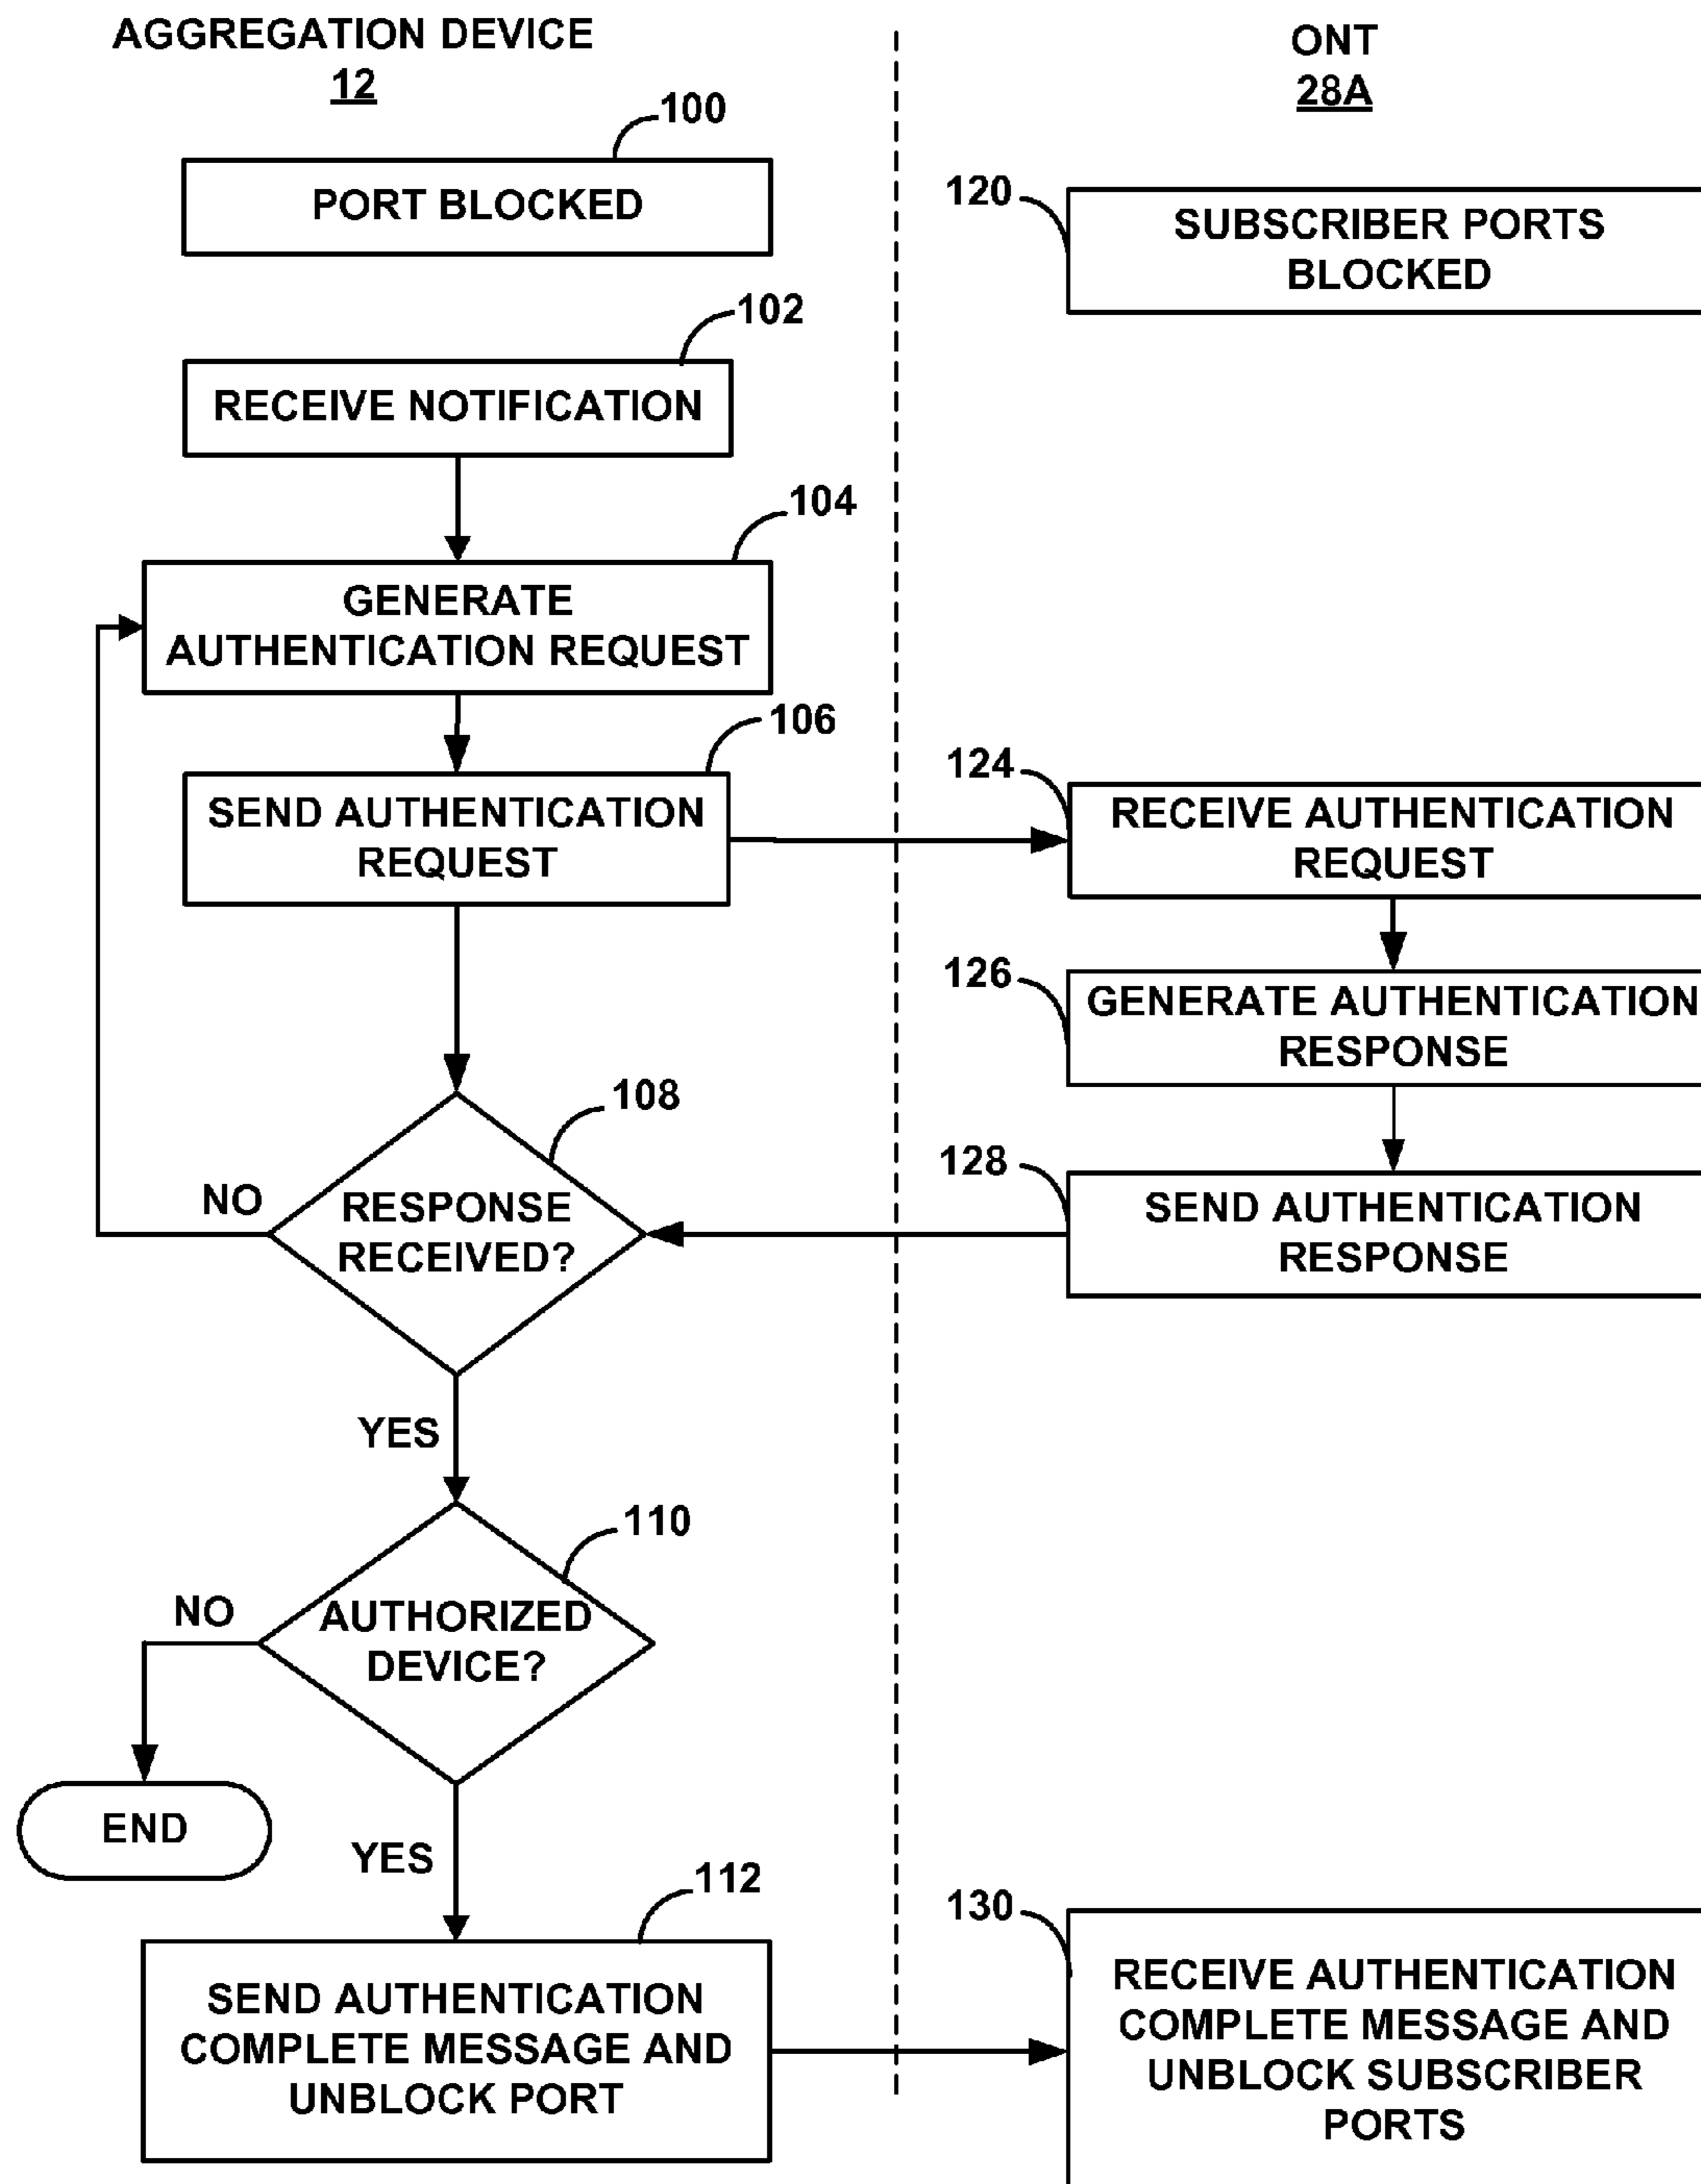 AGGREGATION DEVICE
12
100
PORT BLOCKED
102
RECEIVE NOTIFICATION
104
GENERATE
AUTHENTICATION REQUEST
106
SEND AUTHENTICATION
REQUEST
108
RESPONSE
RECEIVED?
NO
YES
110
AUTHORIZED
DEVICE?
NO
END
YES
112
SEND AUTHENTICATION
COMPLETE MESSAGE AND
UNBLOCK PORT
ONT
28A
120
SUBSCRIBER PORTS
BLOCKED
124
RECEIVE AUTHENTICATION
REQUEST
126
GENERATE AUTHENTICATION
RESPONSE
128
SEND AUTHENTICATION
RESPONSE
130
RECEIVE AUTHENTICATION
COMPLETE MESSAGE AND
UNBLOCK SUBSCRIBER
PORTS